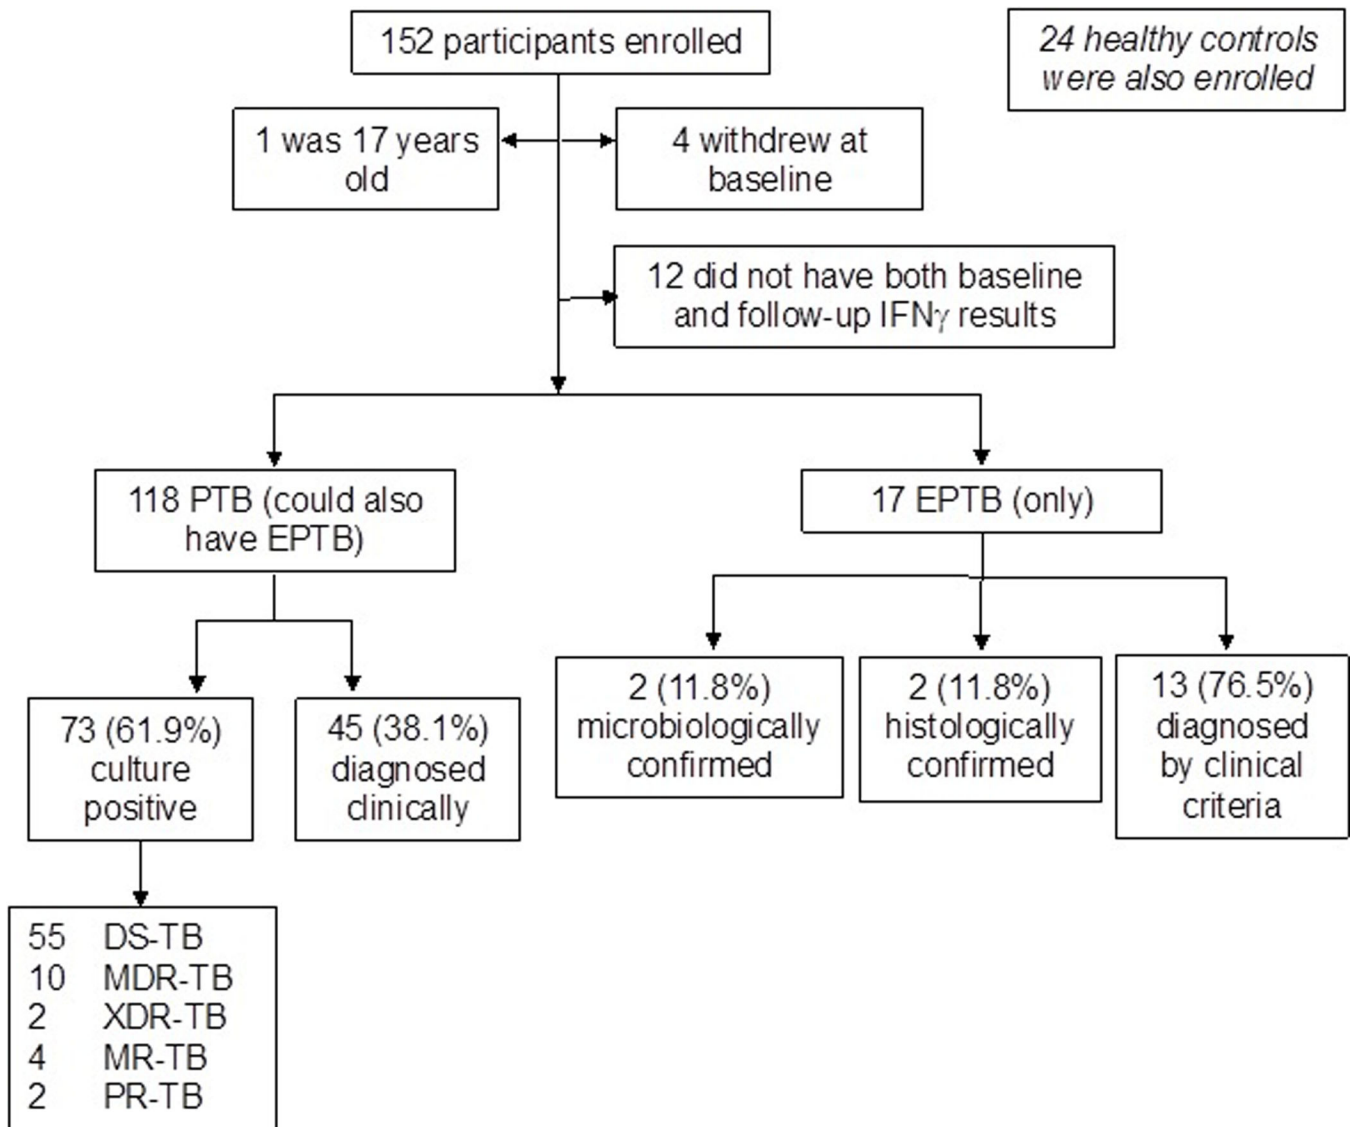 152 participants enrolled
24 healthy controls
were also enrolled
1 was 17 years
old
4 withdrew at
baseline
12 did not have both baseline
and follow-up IFNγ results
118 PTB (could also
have EPTB)
17 EPTB (only)
73 (61.9%)
culture
positive
45 (38.1%)
diagnosed
clinically
2 (11.8%)
microbiologically
confirmed
2 (11.8%)
histologically
confirmed
13 (76.5%)
diagnosed
by clinical
criteria
55 DS-TB
10 MDR-TB
2 XDR-TB
4 MR-TB
2 PR-TB